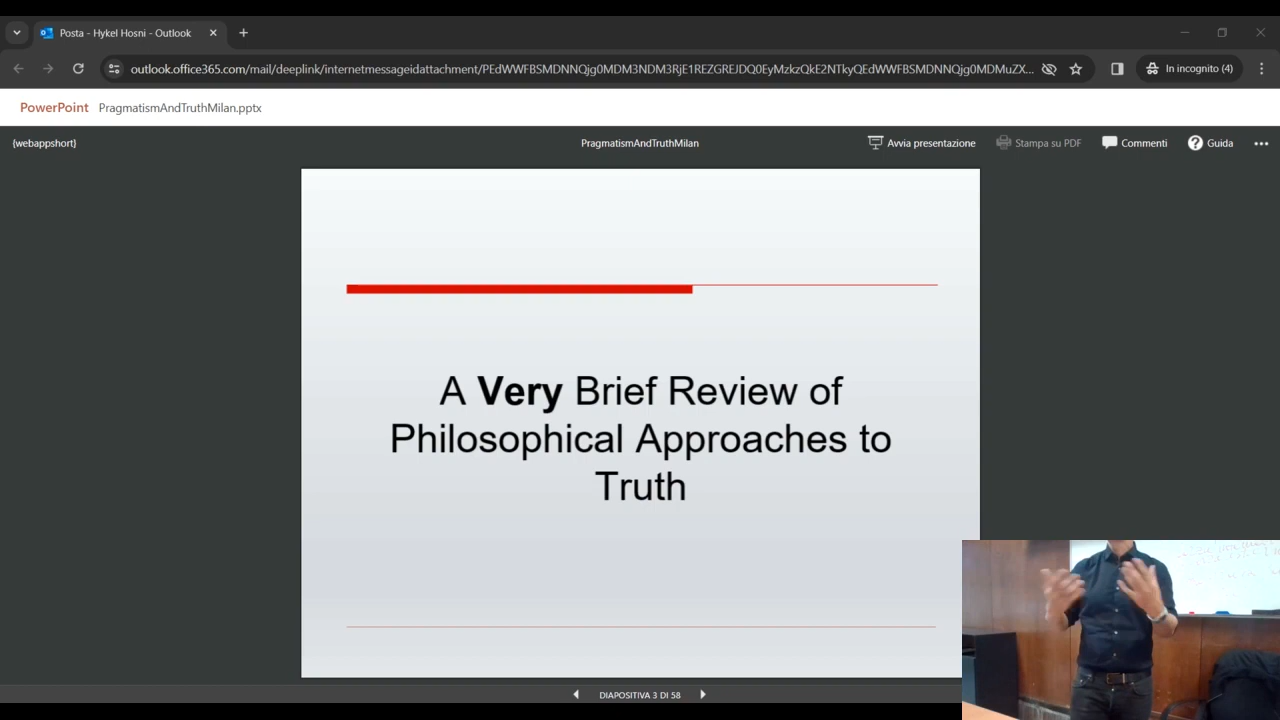 Posta - Hykel Hosni - Outlook
outlook.office365.com/mail/deeplink/internetmessageidattachment/PEdWWFBSMDNNQjg0MDM3NDM3RjE1REZGREJDQ0EyMzkzQkE2NTkyQEdWWFBSMDNNQjg0MDMuZX...
In incognito (4)
PowerPoint PragmatismAndTruthMilan.pptx
{webappshort}
PragmatismAndTruthMilan
Avvia presentazione
Stampa su PDF
Commenti
Guida
A Very Brief Review of
Philosophical Approaches to
Truth
DIAPOSITIVA 3 DI 58